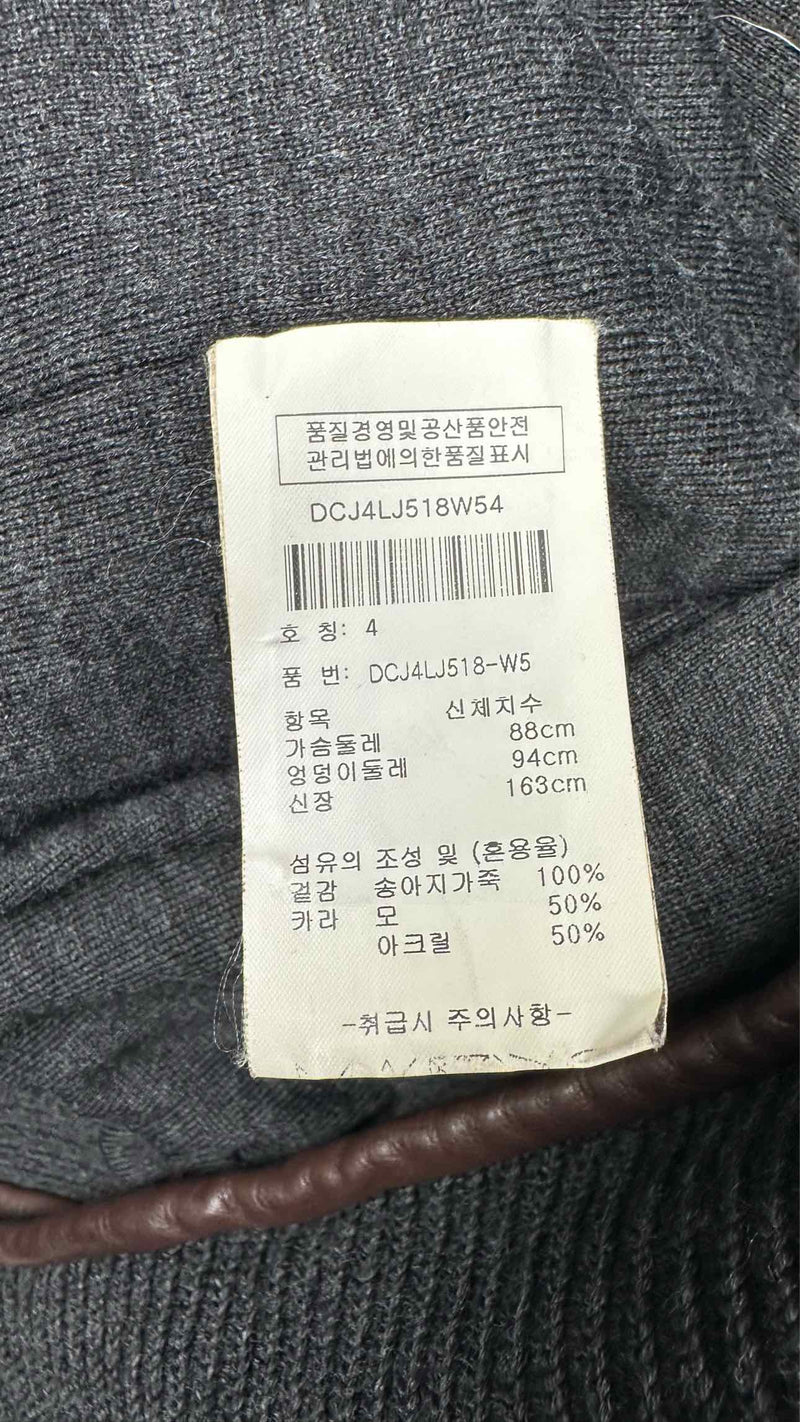 품질경영및공산품안전
관리법에의한품질표시
DCJ4LJ518W54
호 칭: 4
품 번: DCJ4LJ518-W5
항목 신체치수
가슴둘레 88cm
엉덩이둘레 94cm
신장 163cm
섬유의 조성 및 (혼용율)
겉감 송아지가죽 100%
카라 모 50%
아크릴 50%
-취급시 주의사항-